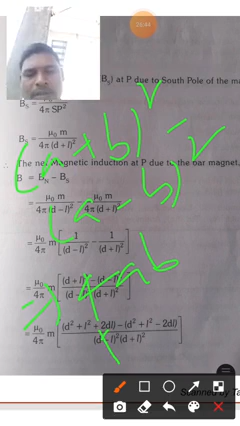 03:44
B_S) at P due to South Pole of the ma
B_S = μ₀ m / 4π SP²
B_S = μ₀ m / 4π (d + l)²
(a+b)² -
∴ The net Magnetic induction at P due to the bar magnet,
B = B_N – B_S
= μ₀ m / 4π (d – l)² - μ₀ m / 4π (d + l)²
(a-b)²
= μ₀/4π m [ 1/(d – l)² - 1/(d + l)² ]
= μ₀/4π m [ (d + l)² – (d – l)² / (d – l)² (d + l)² ]
⇒ 4ab
= μ₀/4π m [ (d² + l² + 2dl) – (d² + l² – 2dl) / (d – l)² (d + l)² ]
Scanned by Ta